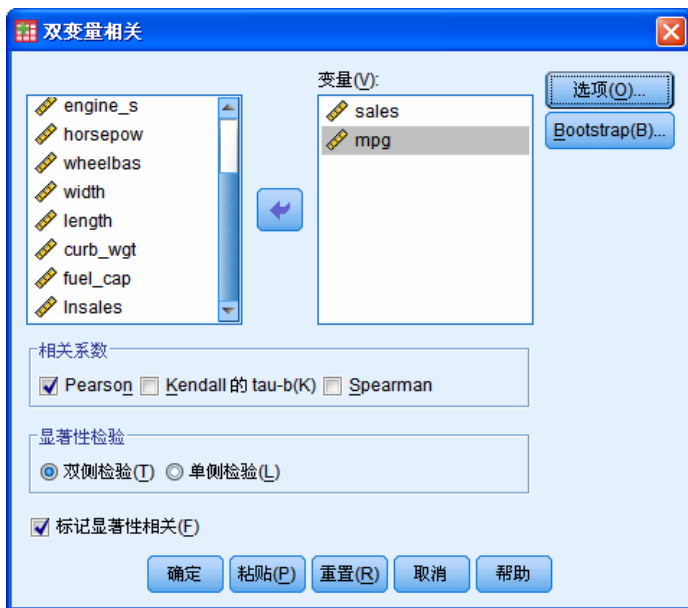 双变量相关
变量(V):
engine_s
horsepow
wheelbas
width
length
curb_wgt
fuel_cap
lnsales
sales
mpg
选项(O)...
Bootstrap(B)...
相关系数
Pearson Kendall 的 tau-b(K) Spearman
显著性检验
双侧检验(T) 单侧检验(L)
标记显著性相关(F)
确定 粘贴(P) 重置(R) 取消 帮助